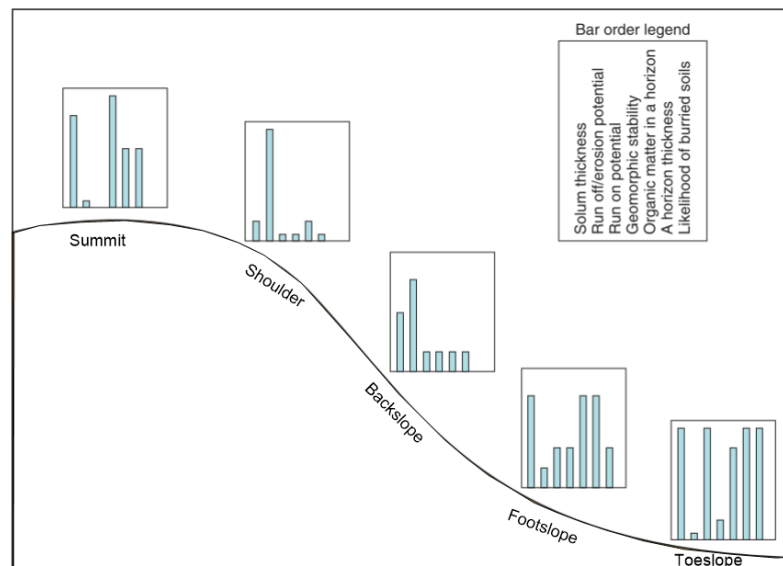 Bar order legend
Solum thickness
Run off/erosion potential
Run on potential
Geomorphic stability
Organic matter in a horizon
A horizon thickness
Likelihood of burried soils
Summit
Shoulder
Backslope
Footslope
Toeslope